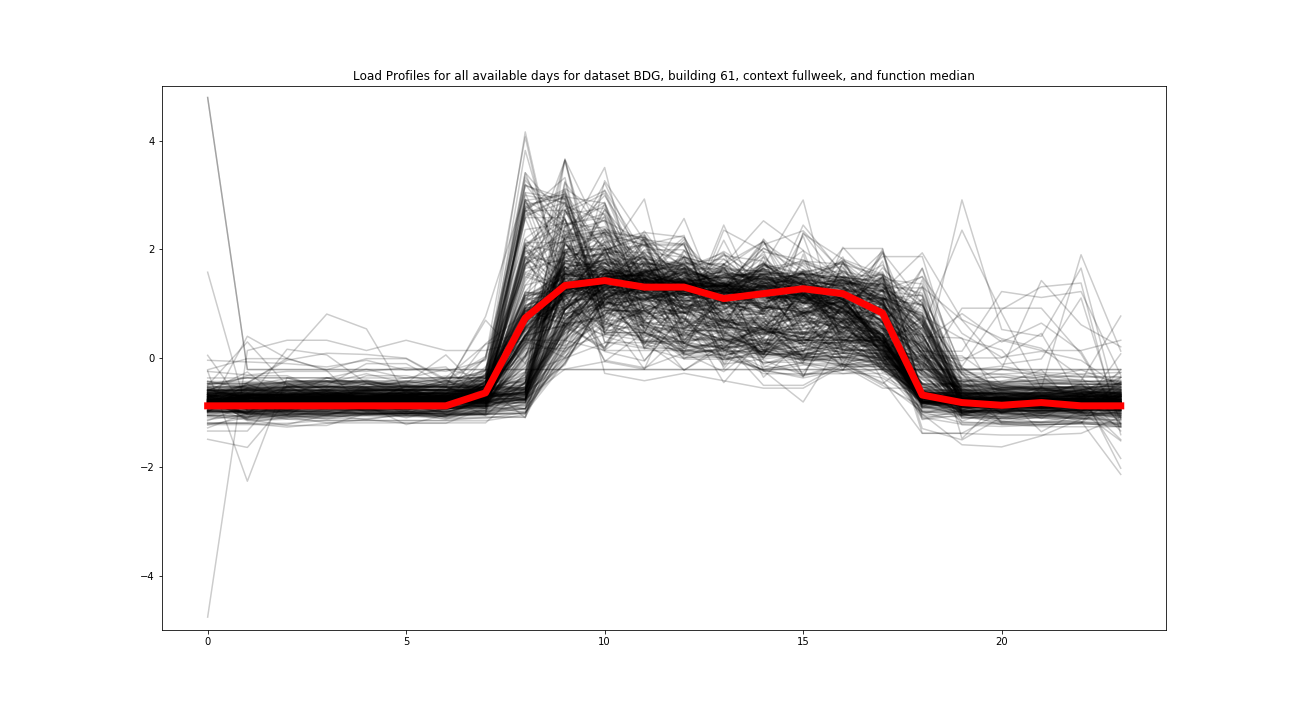 Load Profiles for all available days for dataset BDG, building 61, context fullweek, and function median
4
2
0
−2
−4
0 5 10 15 20